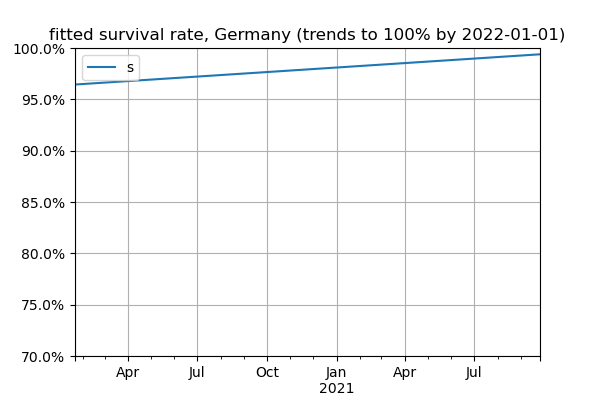 fitted survival rate, Germany (trends to 100% by 2022-01-01)
100.0%
s
95.0%
90.0%
85.0%
80.0%
75.0%
70.0%
Apr Jul Oct Jan Apr Jul
2021